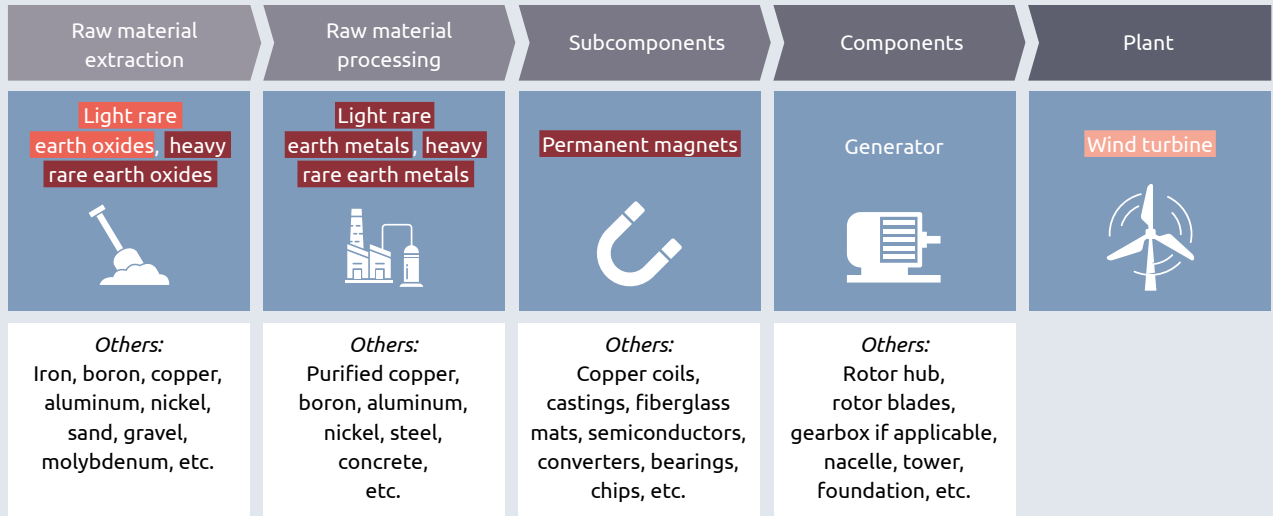 Raw material
extraction
Raw material
processing
Subcomponents
Components
Plant
Light rare
earth oxides, heavy
rare earth oxides
Light rare
earth metals, heavy
rare earth metals
Permanent magnets
Generator
Wind turbine
Others:
Iron, boron, copper,
aluminum, nickel,
sand, gravel,
molybdenum, etc.
Others:
Purified copper,
boron, aluminum,
nickel, steel,
concrete,
etc.
Others:
Copper coils,
castings, fiberglass
mats, semiconductors,
converters, bearings,
chips, etc.
Others:
Rotor hub,
rotor blades,
gearbox if applicable,
nacelle, tower,
foundation, etc.